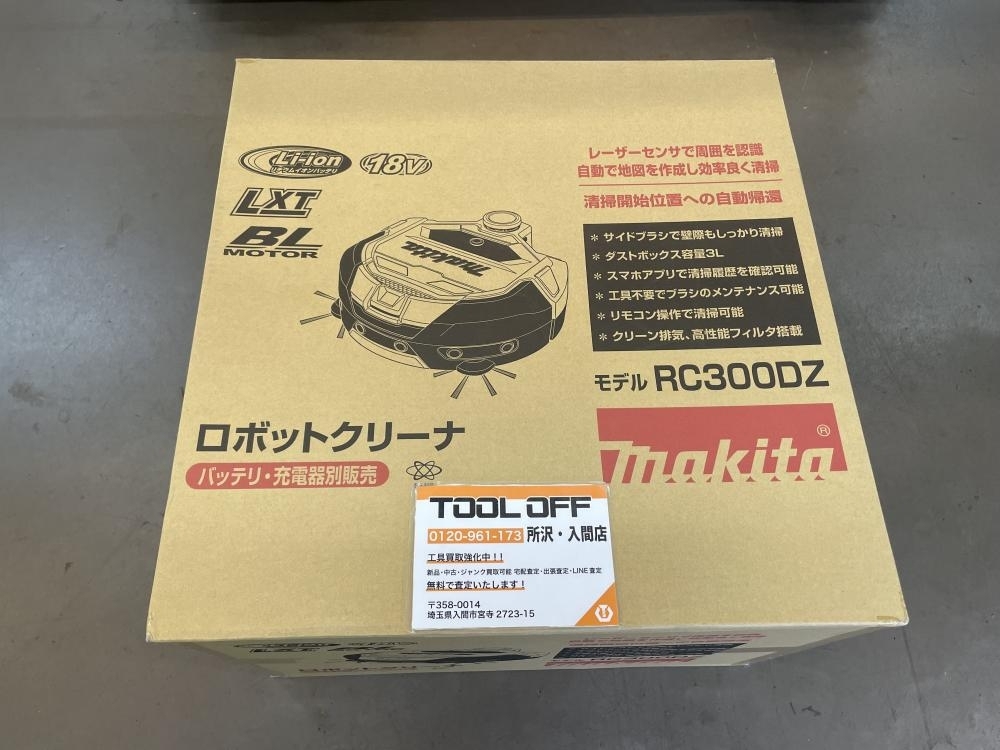 Li-ion
リチウムイオンバッテリ
18V
LXT
BL
MOTOR
makita
レーザーセンサで周囲を認識
自動で地図を作成し効率良く清掃
清掃開始位置への自動帰還
* サイドブラシで壁際もしっかり清掃
* ダストボックス容量3L
* スマホアプリで清掃履歴を確認可能
* 工具不要でブラシのメンテナンス可能
* リモコン操作で清掃可能
* クリーン排気、高性能フィルタ搭載
モデル RC300DZ
makita ®
ロボットクリーナ
バッテリ・充電器別販売
TOOL OFF
0120-961-173 所沢・入間店
工具買取強化中!!
新品・中古・ジャンク買取可能 宅配査定・出張査定・LINE査定
無料で査定いたします!
〒358-0014
埼玉県入間市宮寺 2723-15
ロボットクリ
RC300DZ